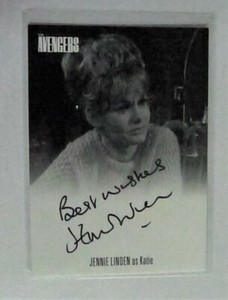 THE
AVENGERS
Best wishes
JENNIE LINDEN as Katie